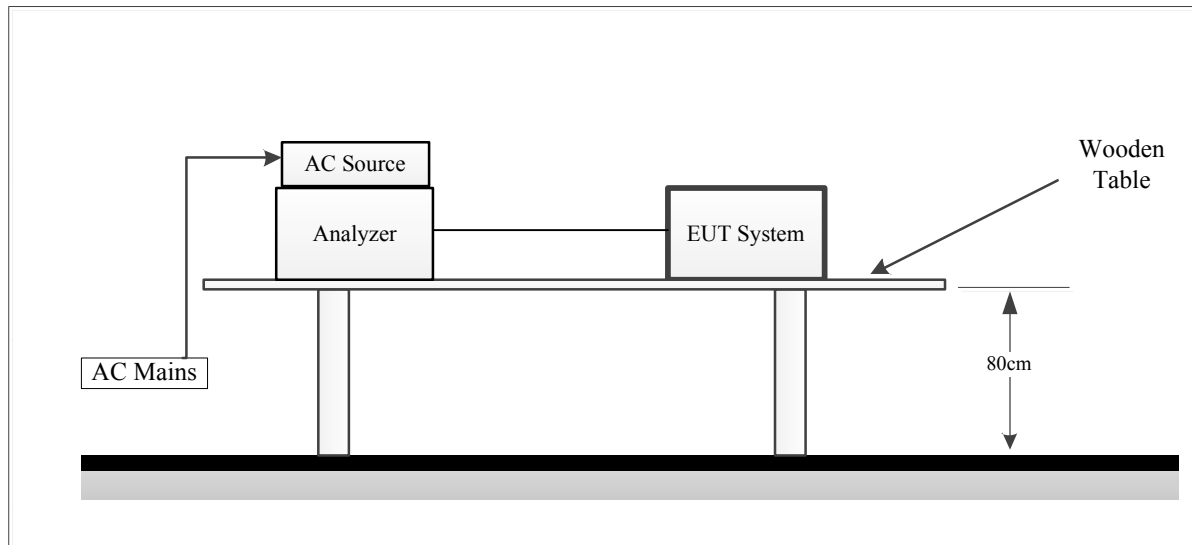 AC Source
Wooden
Table
Analyzer
EUT System
AC Mains
80cm